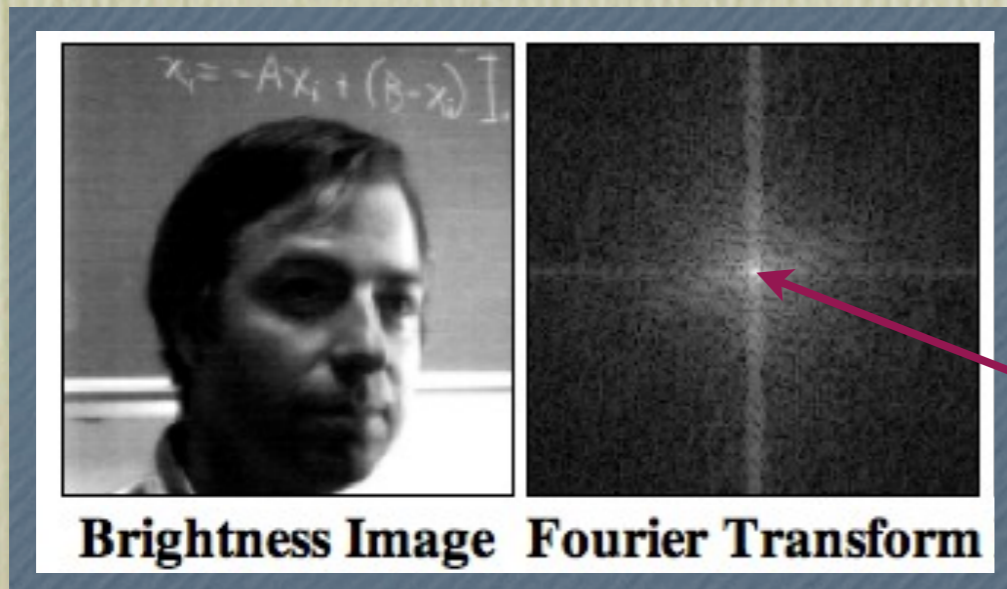 xᵢ = -Axᵢ + (B-xᵢ)I
Brightness Image Fourier Transform